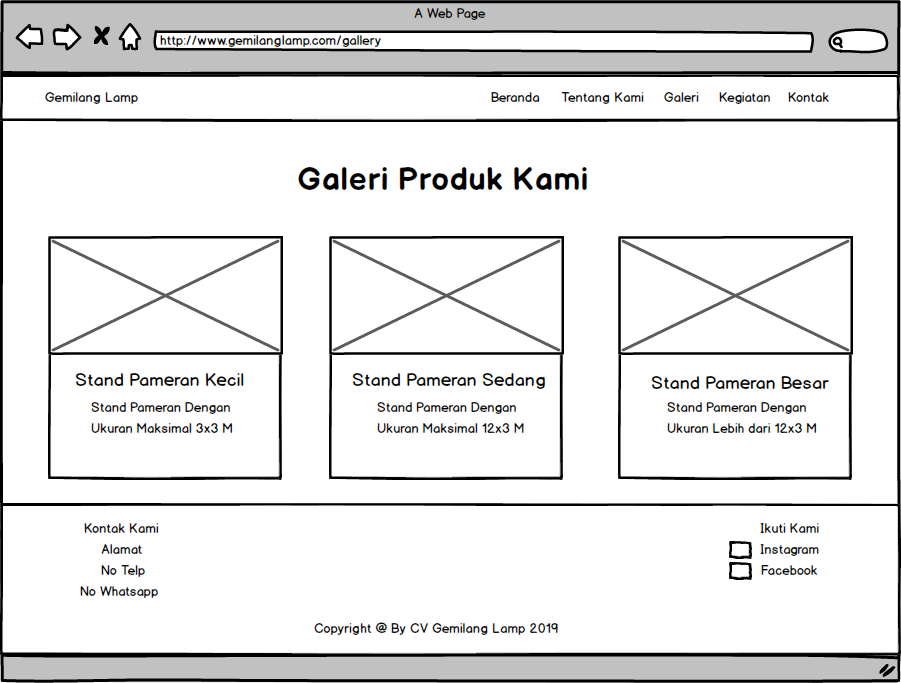 A Web Page
http://www.gemilanglamp.com/gallery
Gemilang Lamp
Beranda Tentang Kami Galeri Kegiatan Kontak
Galeri Produk Kami
Stand Pameran Kecil
Stand Pameran Dengan
Ukuran Maksimal 3x3 M
Stand Pameran Sedang
Stand Pameran Dengan
Ukuran Maksimal 12x3 M
Stand Pameran Besar
Stand Pameran Dengan
Ukuran Lebih dari 12x3 M
Kontak Kami
Alamat
No Telp
No Whatsapp
Ikuti Kami
Instagram
Facebook
Copyright @ By CV Gemilang Lamp 2019